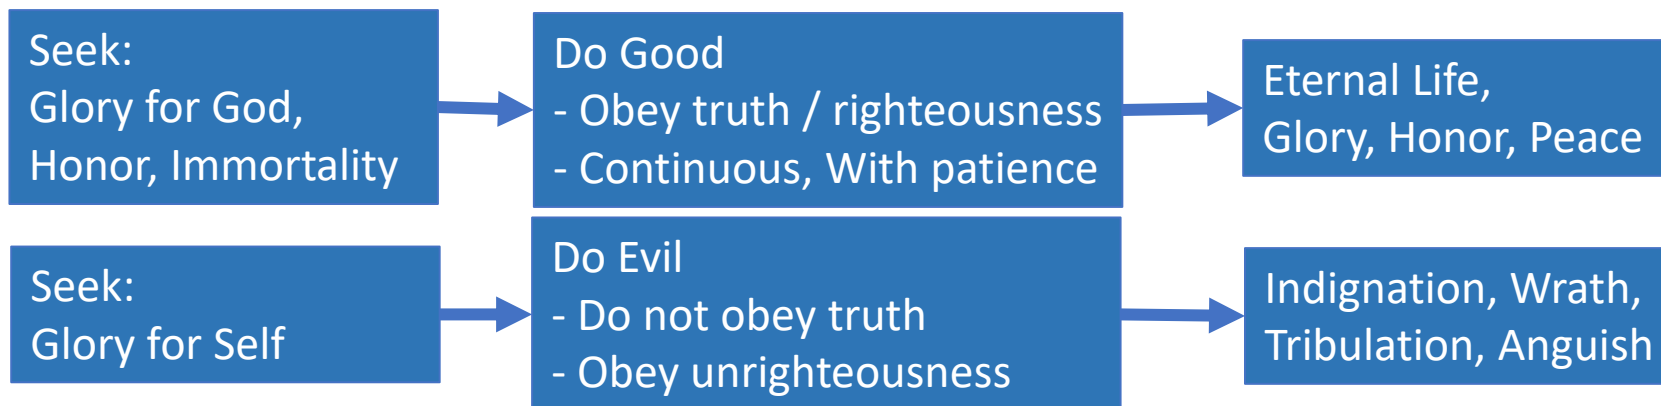 Seek:
Glory for God,
Honor, Immortality
Do Good
- Obey truth / righteousness
- Continuous, With patience
Eternal Life,
Glory, Honor, Peace
Seek:
Glory for Self
Do Evil
- Do not obey truth
- Obey unrighteousness
Indignation, Wrath,
Tribulation, Anguish